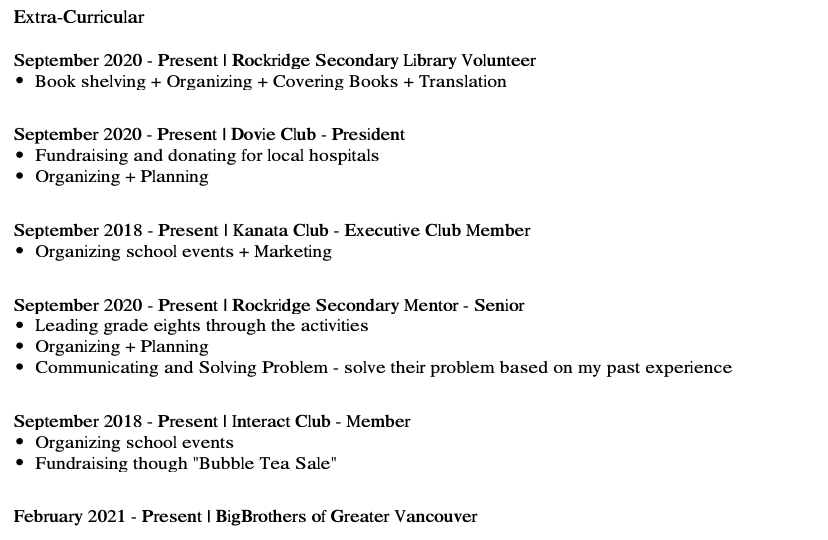 Extra-Curricular
September 2020 - Present | Rockridge Secondary Library Volunteer
• Book shelving + Organizing + Covering Books + Translation
September 2020 - Present | Dovie Club - President
• Fundraising and donating for local hospitals
• Organizing + Planning
September 2018 - Present | Kanata Club - Executive Club Member
• Organizing school events + Marketing
September 2020 - Present | Rockridge Secondary Mentor - Senior
• Leading grade eights through the activities
• Organizing + Planning
• Communicating and Solving Problem - solve their problem based on my past experience
September 2018 - Present | Interact Club - Member
• Organizing school events
• Fundraising though "Bubble Tea Sale"
February 2021 - Present | BigBrothers of Greater Vancouver